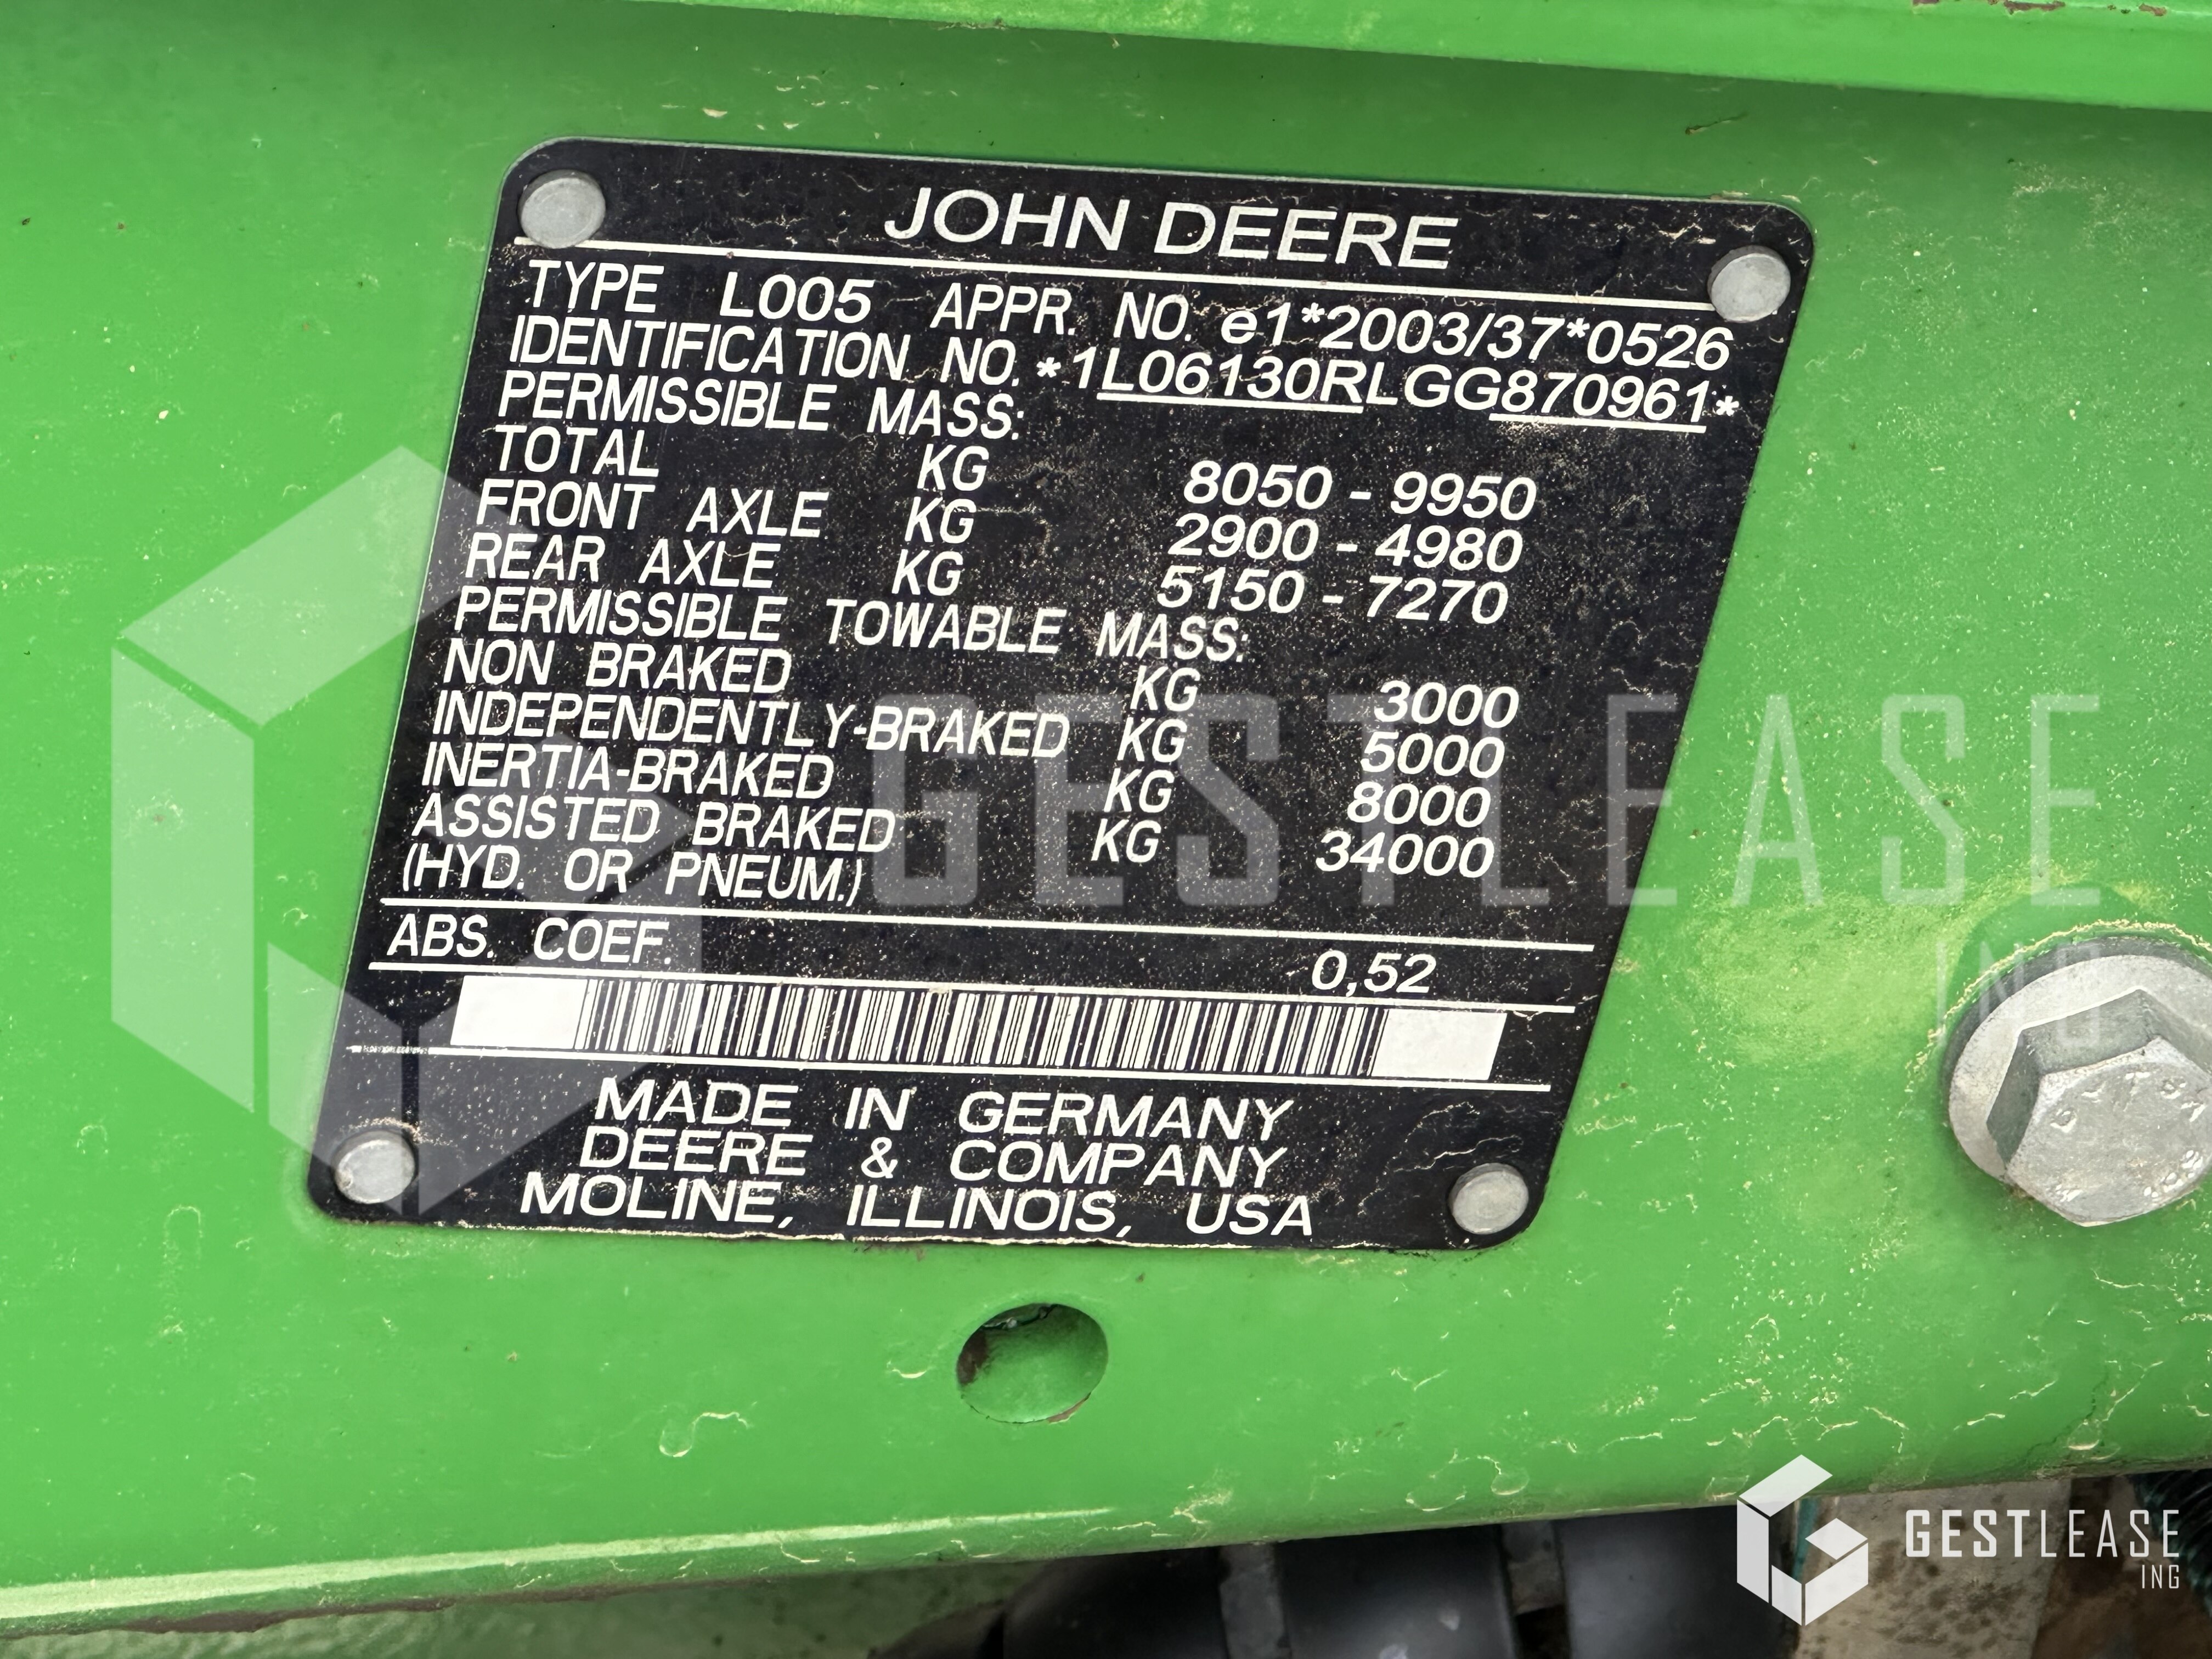 JOHN DEERE
TYPE L005 APPR. NO. e1*2003/37*0526
IDENTIFICATION NO. *1L06130RLGG870961*
PERMISSIBLE MASS:
TOTAL KG 8050 - 9950
FRONT AXLE KG 2900 - 4980
REAR AXLE KG 5150 - 7270
PERMISSIBLE TOWABLE MASS:
NON BRAKED KG 3000
INDEPENDENTLY-BRAKED KG 5000
INERTIA-BRAKED KG 8000
ASSISTED BRAKED KG 34000
(HYD. OR PNEUM.)
ABS. COEF. 0,52
MADE IN GERMANY
DEERE & COMPANY
MOLINE, ILLINOIS, USA
GESTLEASE
ING
GESTLEASE
ING